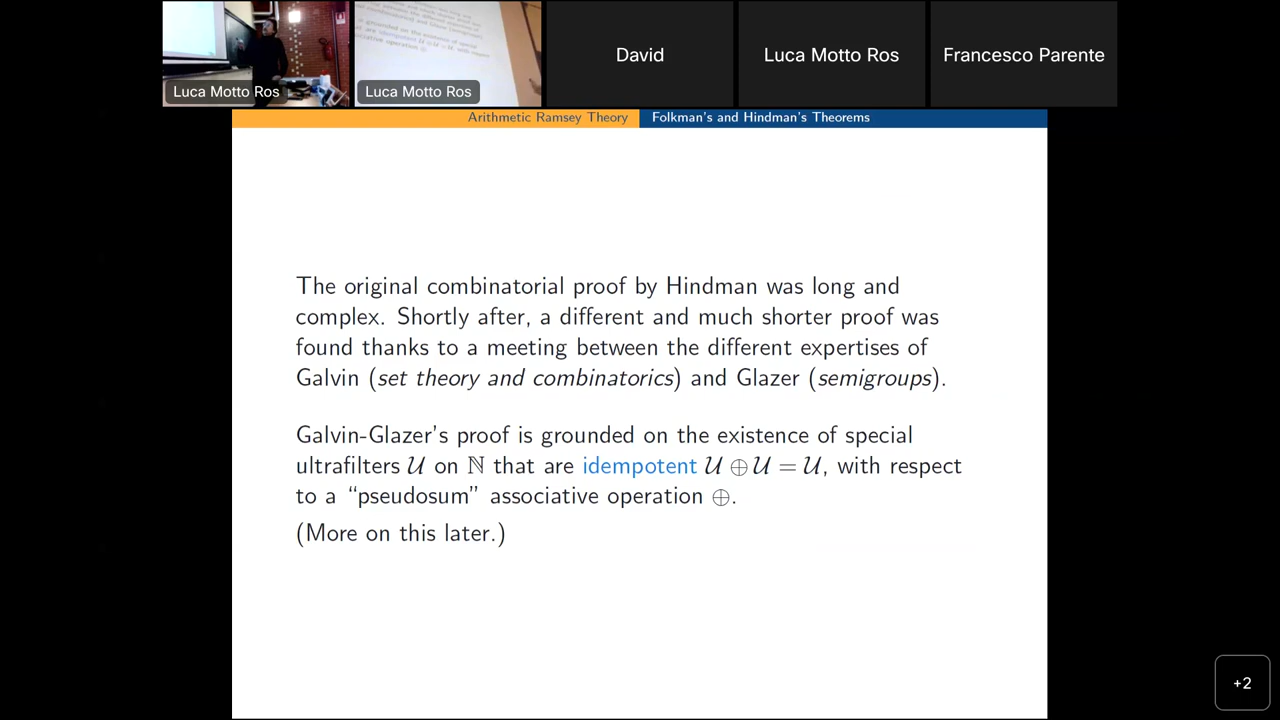 Luca Motto Ros
Luca Motto Ros
David
Luca Motto Ros
Francesco Parente
Arithmetic Ramsey Theory
Folkman's and Hindman's Theorems
The original combinatorial proof by Hindman was long and
complex. Shortly after, a different and much shorter proof was
found thanks to a meeting between the different expertises of
Galvin (set theory and combinatorics) and Glazer (semigroups).
Galvin-Glazer's proof is grounded on the existence of special
ultrafilters 𝒰 on ℕ that are idempotent 𝒰 ⊕ 𝒰 = 𝒰, with respect
to a “pseudosum” associative operation ⊕.
(More on this later.)
+2